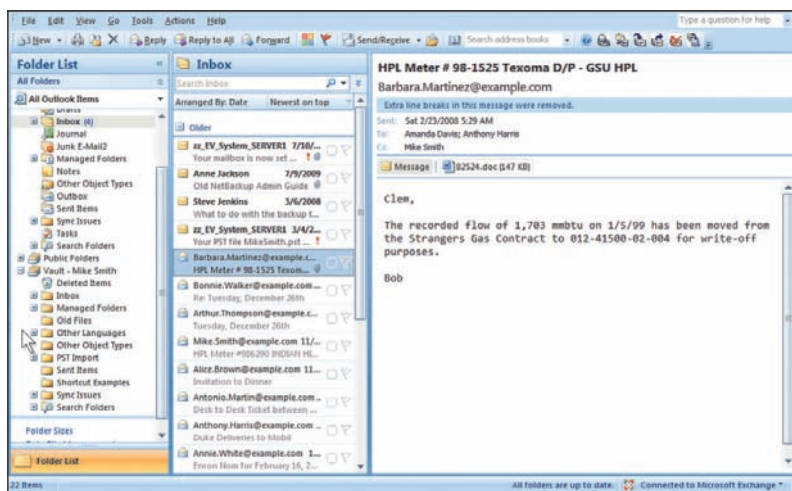 File Edit View Go Tools Actions Help
Type a question for help
New Reply Reply to All Forward Send/Receive Search address books
Folder List
All Folders
All Outlook Items
Drafts
Inbox (4)
Journal
Junk E-Mail2
Managed Folders
Notes
Other Object Types
Outbox
Sent Items
Sync Issues
Tasks
Search Folders
Public Folders
Vault - Mike Smith
Deleted Items
Inbox
Managed Folders
Old Files
Other Languages
Other Object Types
PST Import
Sent Items
Shortcut Examples
Sync Issues
Search Folders
Folder Sizes
Folder List
22 Items
Inbox
Search Inbox
Arranged By: Date Newest on top
Older
zz_EV_System_SERVER1 7/10/...
Your mailbox is now set ...
Anne Jackson 7/9/2009
Old NetBackup Admin Guide
Steve Jenkins 5/6/2008
What to do with the backup t...
zz_EV_System_SERVER1 3/4/2...
Your PST file MikeSmith.pst ...
Barbara.Martinez@example.c...
HPL Meter # 98-1525 Texom...
Bonnie.Walker@example.com...
Re: Tuesday, December 26th
Arthur.Thompson@example.c...
Tuesday, December 26th
Mike.Smith@example.com 11/...
HPL Meter #986290 INDIAN HI...
Alice.Brown@example.com 11...
Invitation to Dinner
Antonio.Martin@example.com ..
Desk to Desk Ticket between ...
Anthony.Harris@example.com ..
Duke Deliveries to Mobil
Annie.White@example.com 1...
Enron Nom for February 16, 2...
HPL Meter # 98-1525 Texoma D/P - GSU HPL
Barbara.Martinez@example.com
Extra line breaks in this message were removed.
Sent: Sat 2/23/2008 5:29 AM
To: Amanda Davis; Anthony Harris
Cc: Mike Smith
Message 82524.doc (147 KB)
Clem,
The recorded flow of 1,703 mmbtu on 1/5/99 has been moved from
the Strangers Gas Contract to 012-41500-02-004 for write-off
purposes.
Bob
All folders are up to date. Connected to Microsoft Exchange